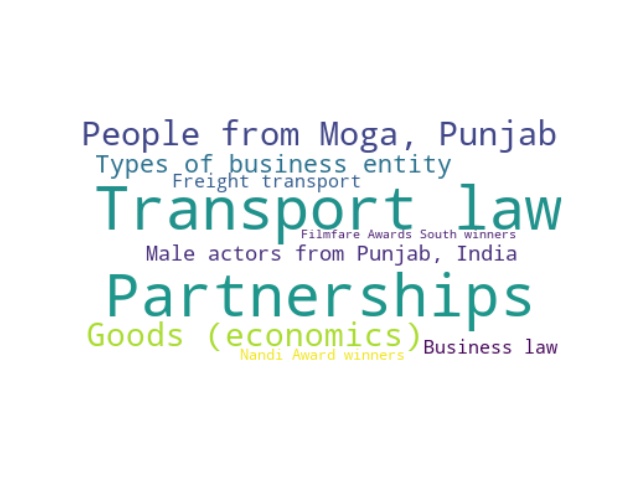 People from Moga, Punjab
Types of business entity
Freight transport
Transport law
Filmfare Awards South winners
Male actors from Punjab, India
Partnerships
Goods (economics)
Business law
Nandi Award winners